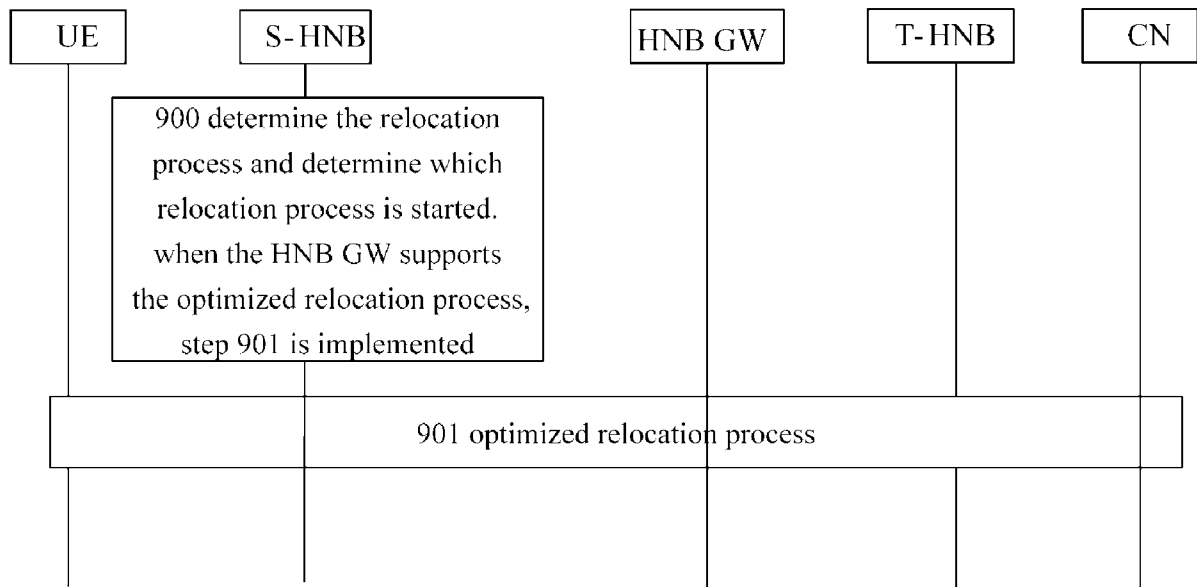 UE
S-HNB
HNB GW
T-HNB
CN
900 determine the relocation
process and determine which
relocation process is started.
when the HNB GW supports
the optimized relocation process,
step 901 is implemented
901 optimized relocation process